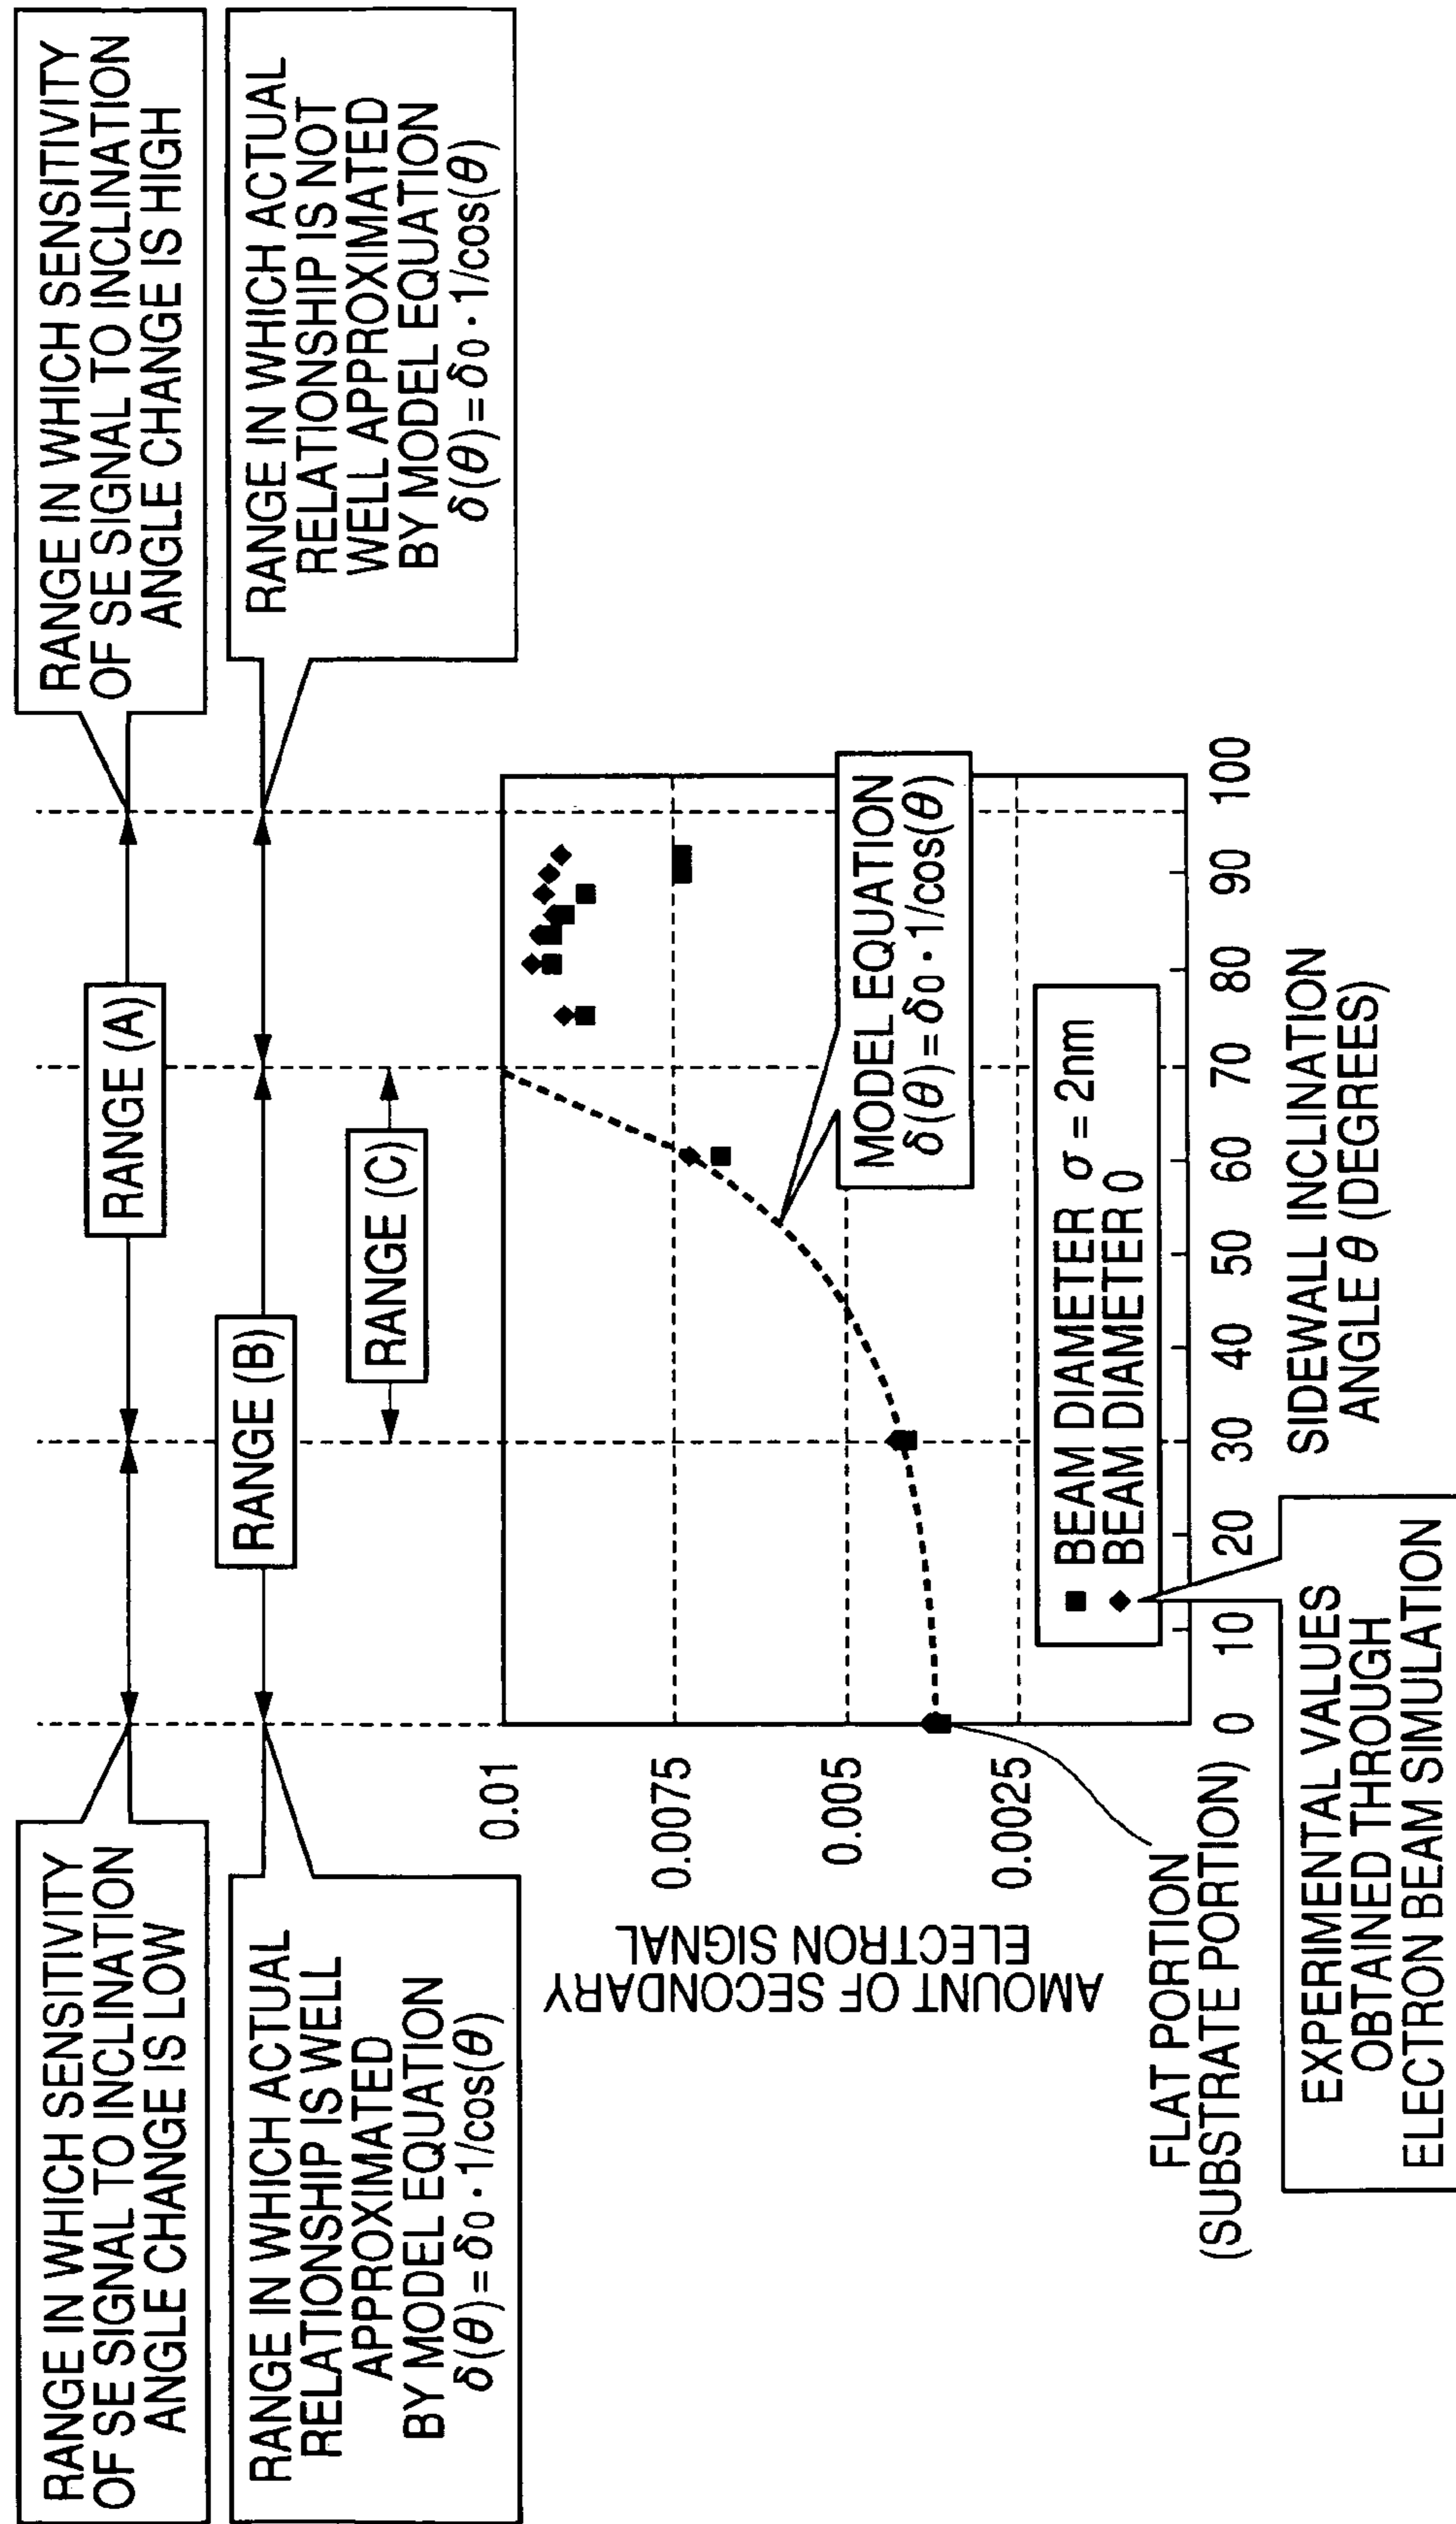 RANGE IN WHICH SENSITIVITY
OF SE SIGNAL TO INCLINATION
ANGLE CHANGE IS LOW
RANGE IN WHICH SENSITIVITY
OF SE SIGNAL TO INCLINATION
ANGLE CHANGE IS HIGH
RANGE (A)
RANGE IN WHICH ACTUAL
RELATIONSHIP IS WELL
APPROXIMATED
BY MODEL EQUATION
δ(θ)=δ0・1/cos(θ)
RANGE (B)
RANGE IN WHICH ACTUAL
RELATIONSHIP IS NOT
WELL APPROXIMATED
BY MODEL EQUATION
δ(θ)=δ0・1/cos(θ)
RANGE (C)
AMOUNT OF SECONDARY
ELECTRON SIGNAL
0.01
0.0075
0.005
0.0025
MODEL EQUATION
δ(θ)=δ0・1/cos(θ)
■ BEAM DIAMETER σ = 2nm
◆ BEAM DIAMETER 0
0 10 20 30 40 50 60 70 80 90 100
SIDEWALL INCLINATION
ANGLE θ (DEGREES)
FLAT PORTION
(SUBSTRATE PORTION)
EXPERIMENTAL VALUES
OBTAINED THROUGH
ELECTRON BEAM SIMULATION